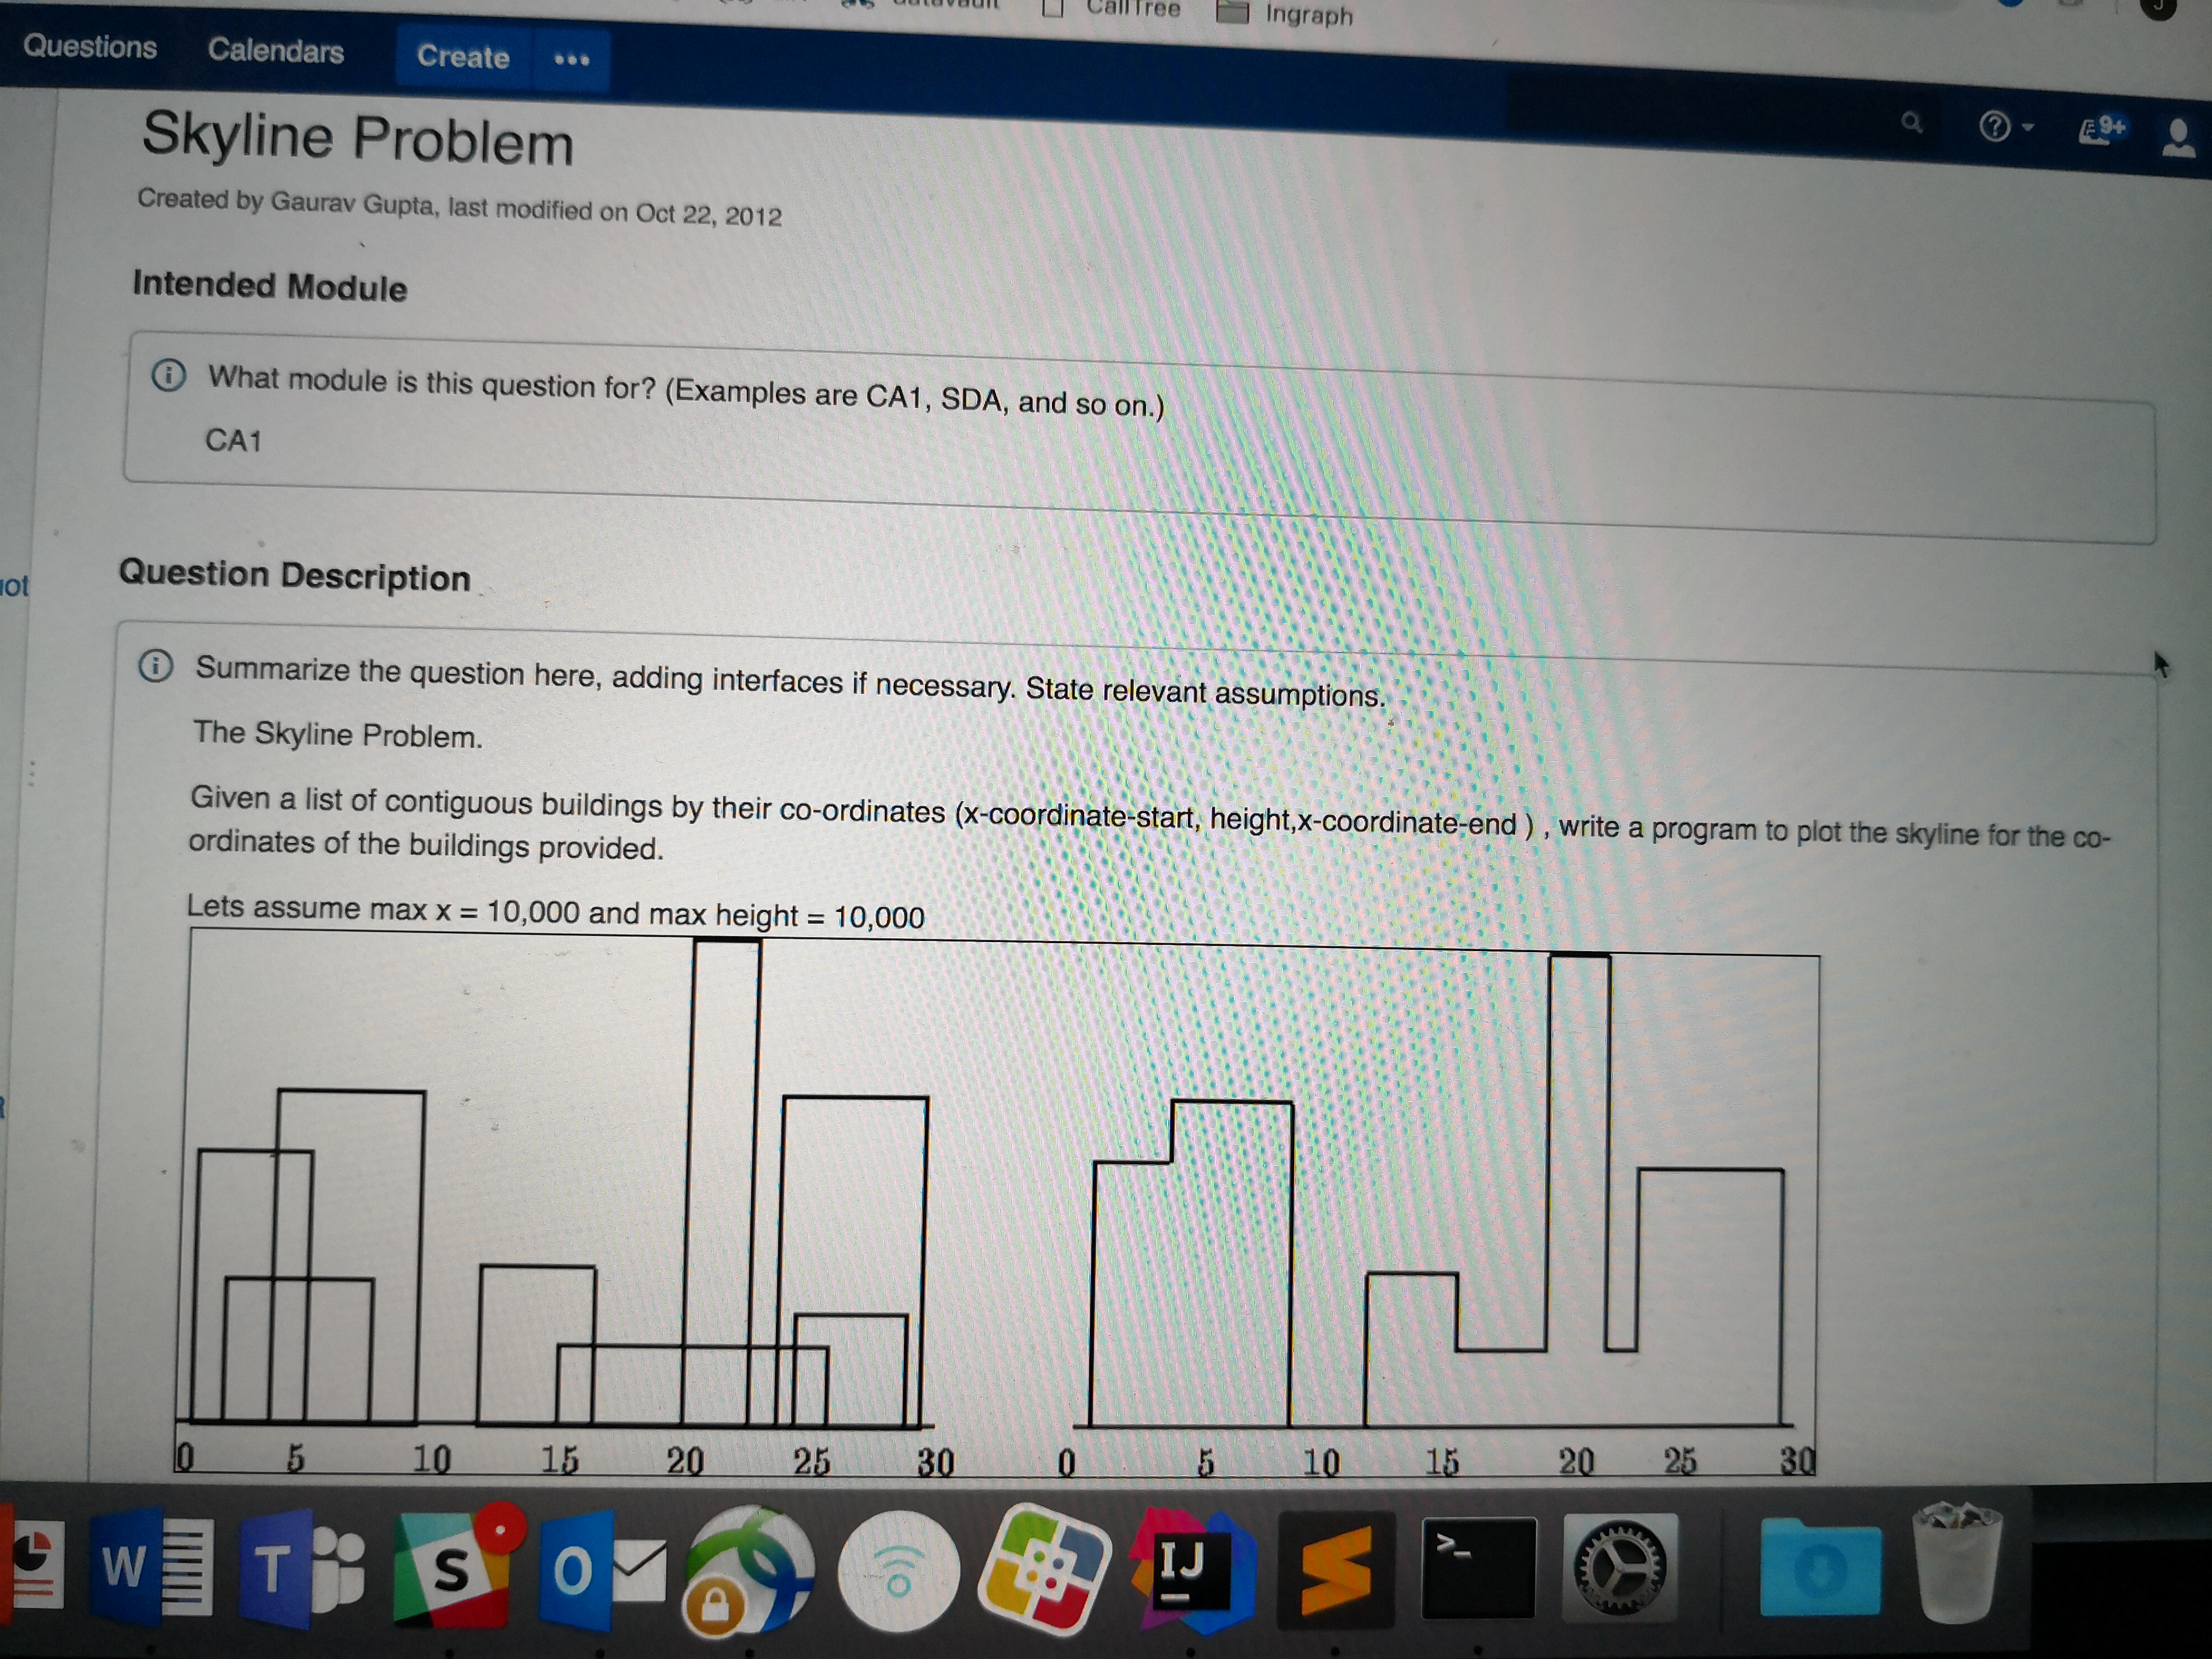 CallTree Ingraph
Questions Calendars Create •••
9+
Skyline Problem
Created by Gaurav Gupta, last modified on Oct 22, 2012
Intended Module
What module is this question for? (Examples are CA1, SDA, and so on.)
CA1
Question Description
Summarize the question here, adding interfaces if necessary. State relevant assumptions.
The Skyline Problem.
Given a list of contiguous buildings by their co-ordinates (x-coordinate-start, height,x-coordinate-end ) , write a program to plot the skyline for the co-
ordinates of the buildings provided.
Lets assume max x = 10,000 and max height = 10,000
0 5 10 15 20 25 30 0 5 10 15 20 25 30
W T S O IJ >_